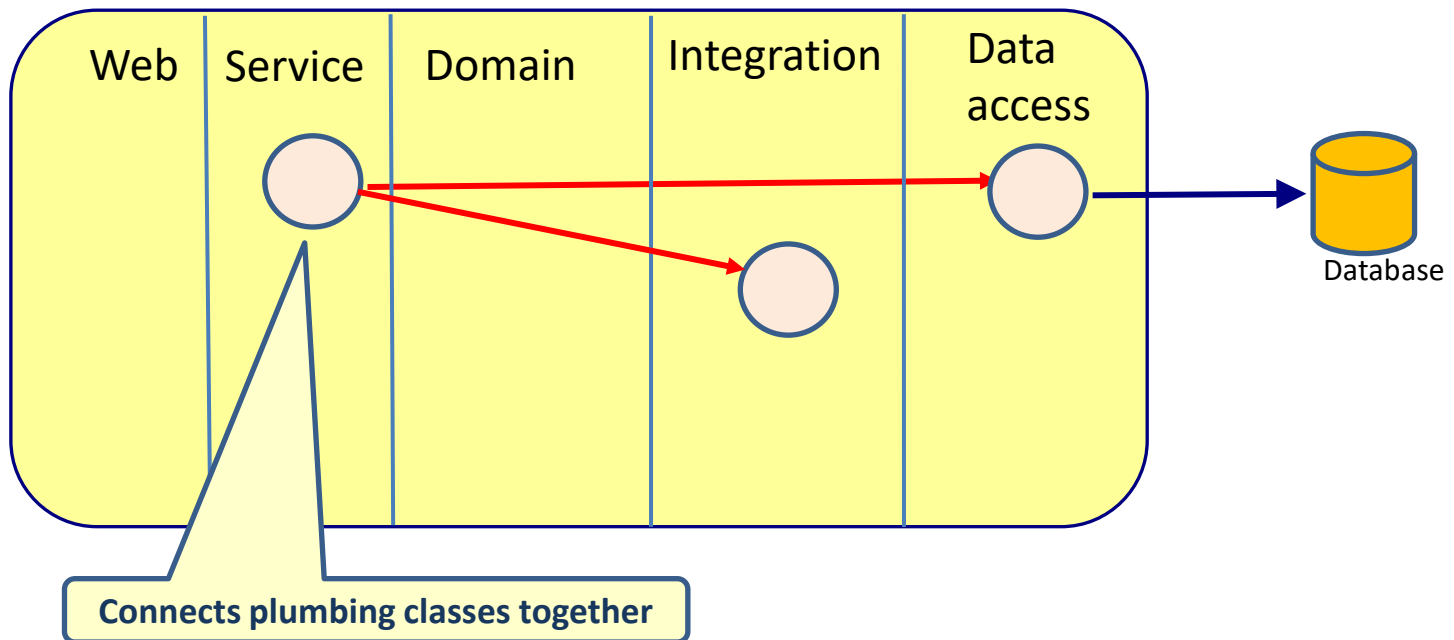 Web
Service
Domain
Integration
Data
access
Database
Connects plumbing classes together